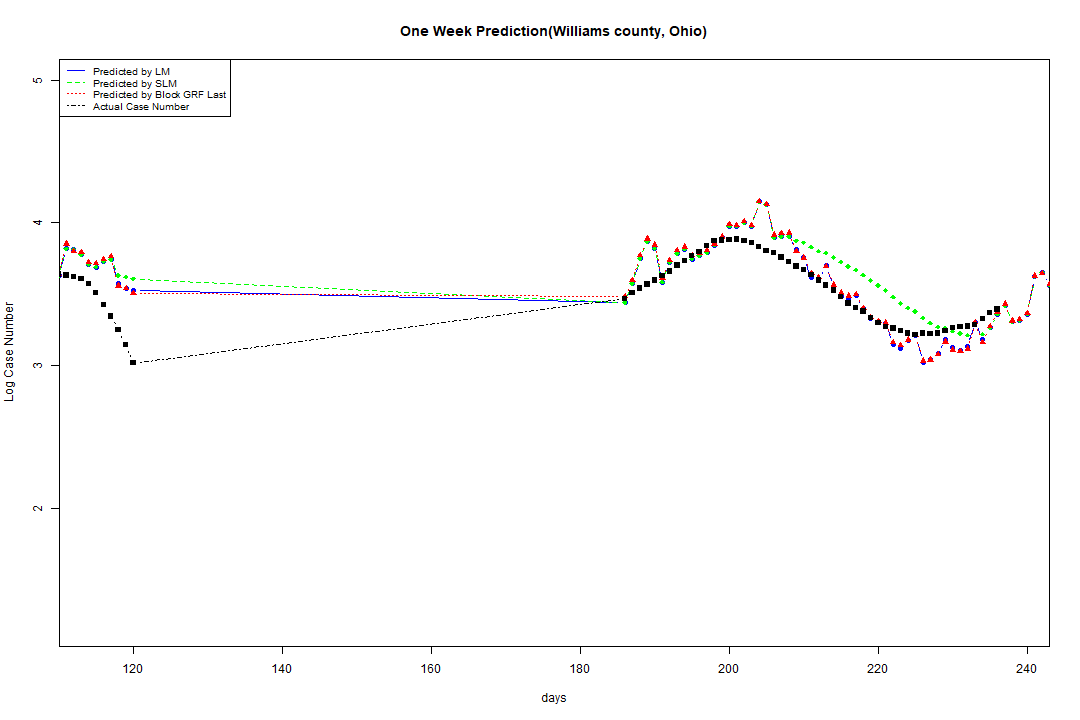 One Week Prediction(Williams county, Ohio)
Predicted by LM
Predicted by SLM
Predicted by Block GRF Last
Actual Case Number
5
4
3
2
Log Case Number
120 140 160 180 200 220 240
days